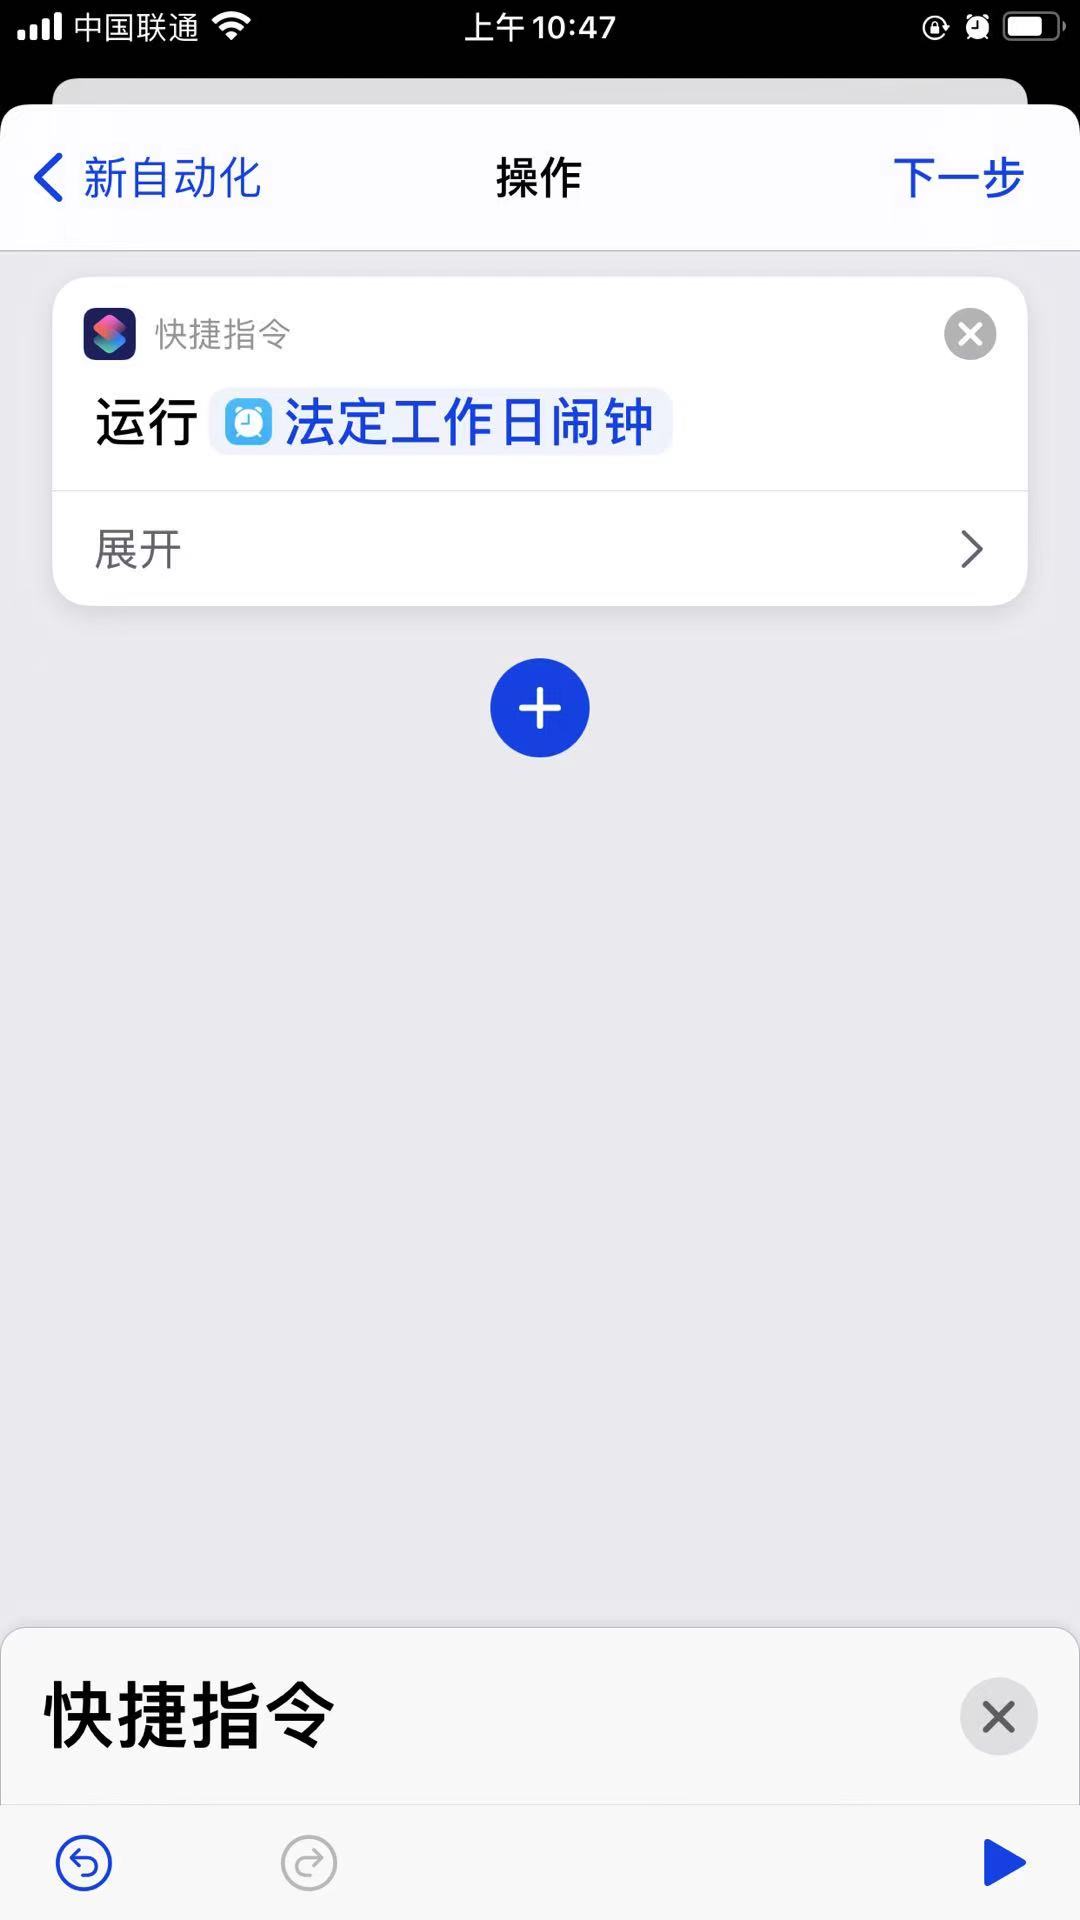 中国联通
上午10:47
新自动化
操作
下一步
快捷指令
运行 法定工作日闹钟
展开
快捷指令